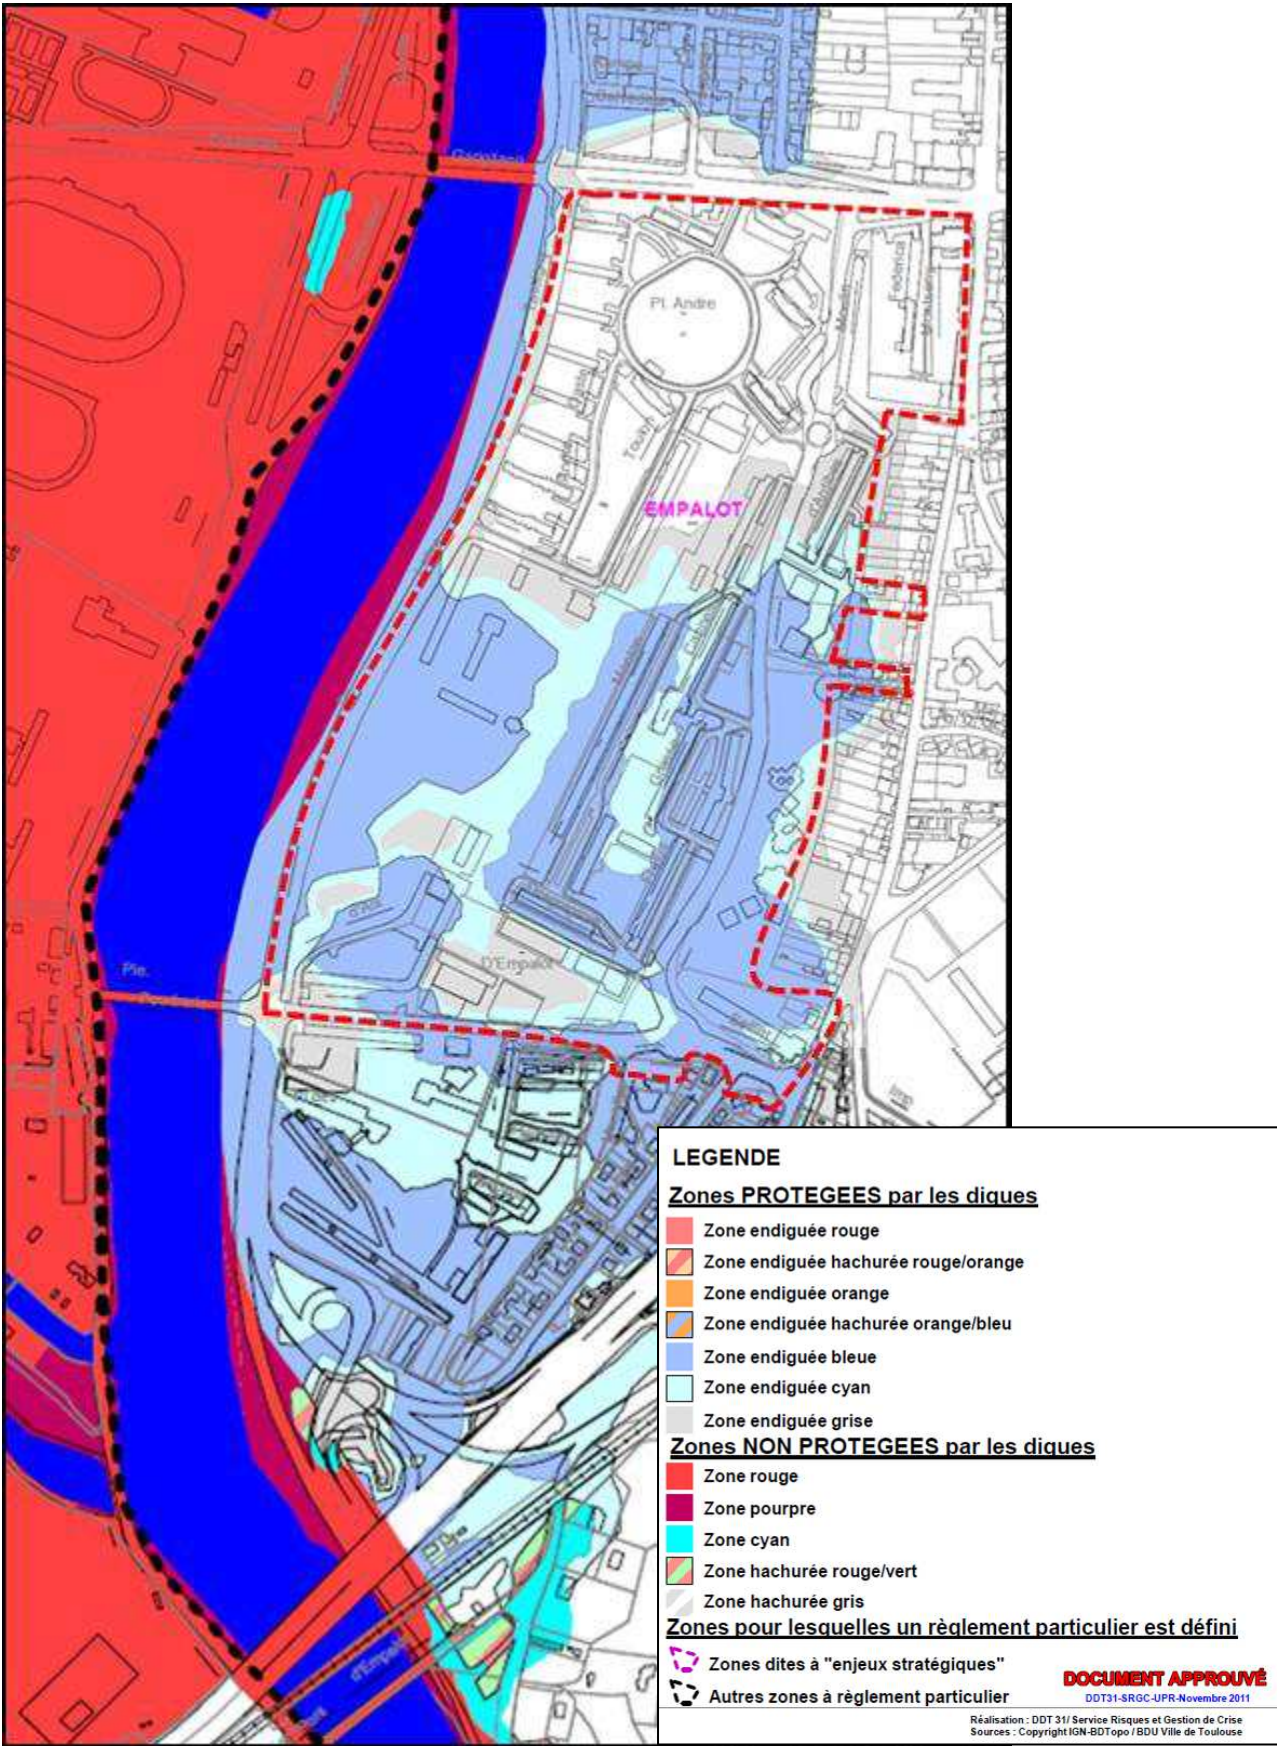 Pl. Andre
EMPALOT
D'Empalot
Pie.
LEGENDE
Zones PROTEGEES par les digues
Zone endiguée rouge
Zone endiguée hachurée rouge/orange
Zone endiguée orange
Zone endiguée hachurée orange/bleu
Zone endiguée bleue
Zone endiguée cyan
Zone endiguée grise
Zones NON PROTEGEES par les digues
Zone rouge
Zone pourpre
Zone cyan
Zone hachurée rouge/vert
Zone hachurée gris
Zones pour lesquelles un règlement particulier est défini
Zones dites à "enjeux stratégiques"
Autres zones à règlement particulier
DOCUMENT APPROUVÉ
DDT31-SRGC-UPR-Novembre 2011
Réalisation : DDT 31/ Service Risques et Gestion de Crise
Sources : Copyright IGN-BDTopo / BDU Ville de Toulouse